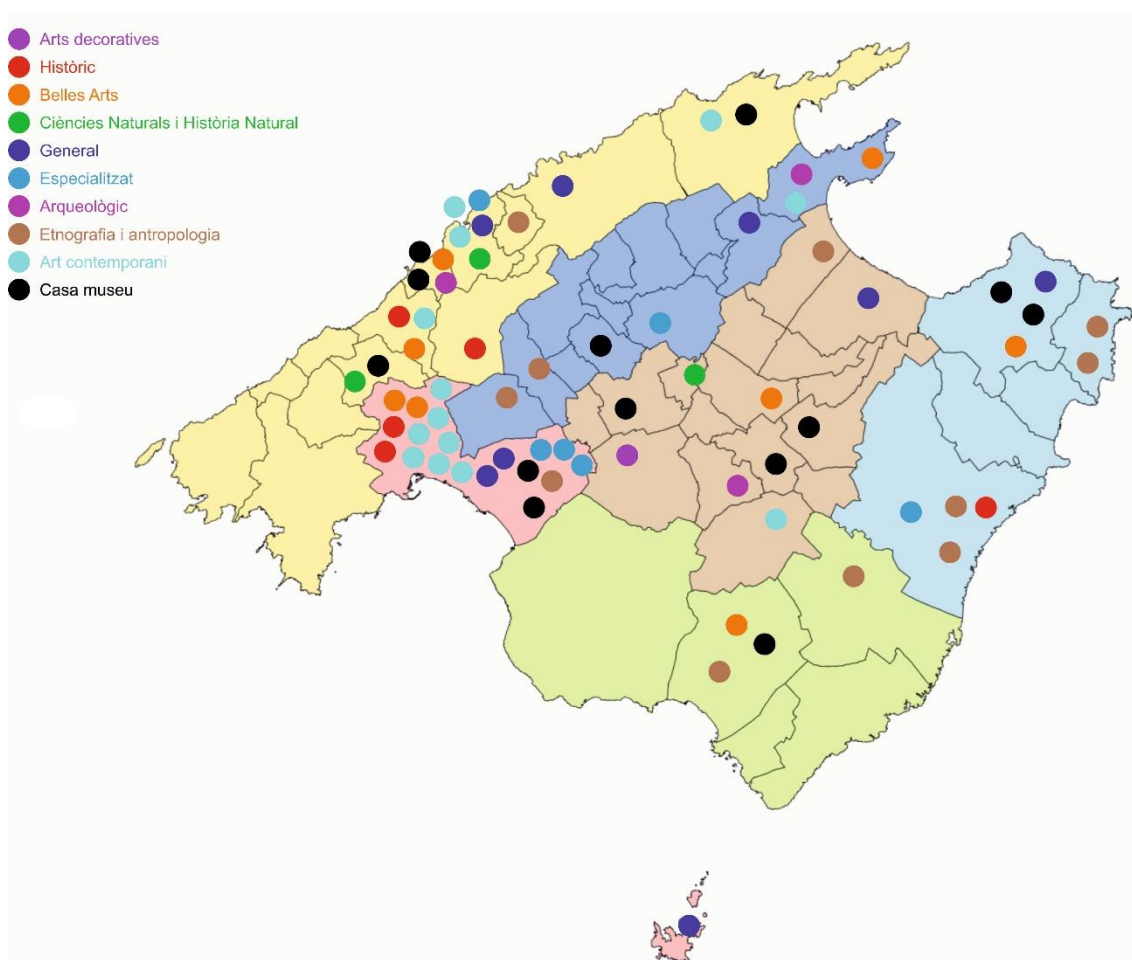 Arts decoratives
Històric
Belles Arts
Ciències Naturals i Història Natural
General
Especialitzat
Arqueològic
Etnografia i antropologia
Art contemporani
Casa museu